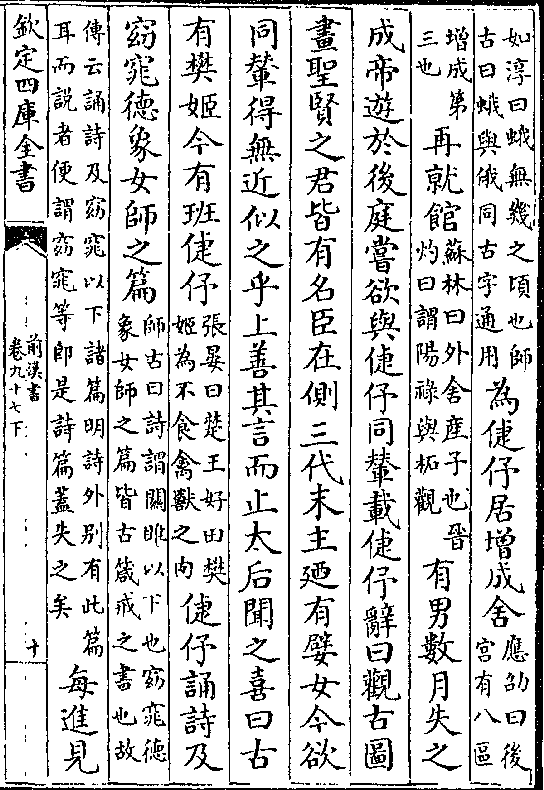 如淳曰蛾無幾之頃也師
古曰蛾與俄同古字通用
為倢伃居增成舍
應劭曰後
宮有八區
增成第
三也
再就館
蘇林曰外舍產子也晉
灼曰謂陽祿與柘觀
有男數月失之
成帝遊於後庭嘗欲與倢伃同輦載倢伃辭曰觀古圖
畫聖賢之君皆有名臣在側三代末主廼有嬖女今欲
同輦得無近似之乎上善其言而止太后聞之喜曰古
有樊姬今有班倢伃
張晏曰楚王好田樊
姬為不食禽獸之肉
倢伃誦詩及
窈窕德象女師之篇
師古曰詩謂關雎以下也窈窕德
象女師之篇皆古箴戒之書也故
傳云誦詩及窈窕以下諸篇明詩外別有此篇
耳而說者便謂窈窕等即是詩篇蓋失之矣
每進見
欽定四庫全書
前漢書
卷九十七下
十